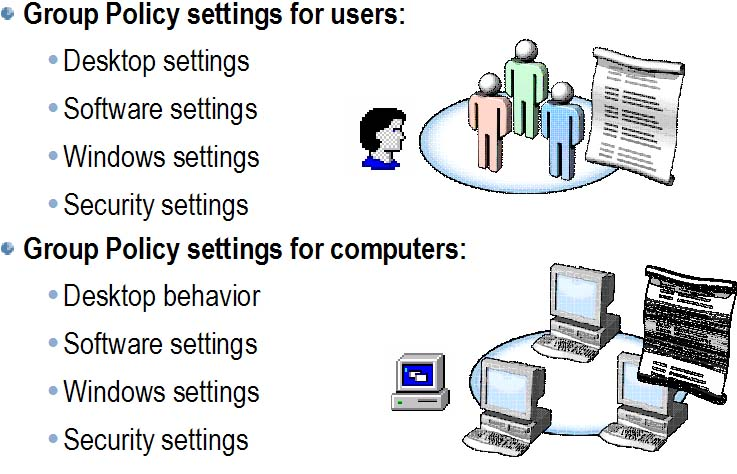 Group Policy settings for users:
Desktop settings
Software settings
Windows settings
Security settings
Group Policy settings for computers:
Desktop behavior
Software settings
Windows settings
Security settings